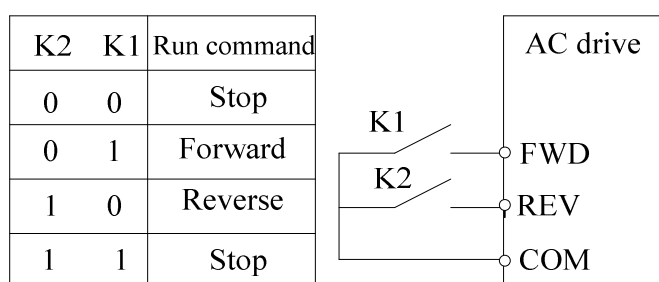 K2 K1 Run command
0 0 Stop
0 1 Forward
1 0 Reverse
1 1 Stop
AC drive
K1
FWD
K2
REV
COM